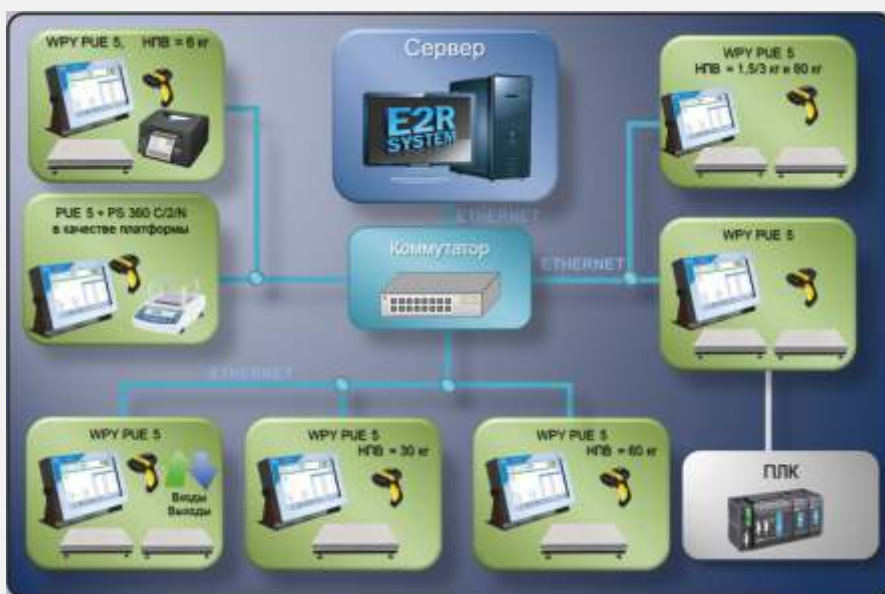 WPY PUE 5, НПВ = 6 кг
Сервер
E2R
SYSTEM
WPY PUE 5
НПВ = 1,5/3 кг и 60 кг
ETHERNET
PUE 5 + PS 360 C/2/N
в качестве платформы
Коммутатор
ETHERNET
WPY PUE 5
ETHERNET
WPY PUE 5
Входы
Выходы
WPY PUE 5
НПВ = 30 кг
WPY PUE 5
НПВ = 60 кг
ПЛК